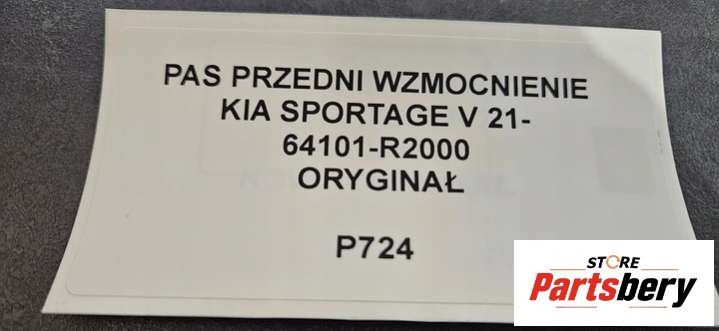 PAS PRZEDNI WZMOCNIENIE
KIA SPORTAGE V 21-
64101-R2000
ORYGINAŁ
P724
STORE
Partsbery